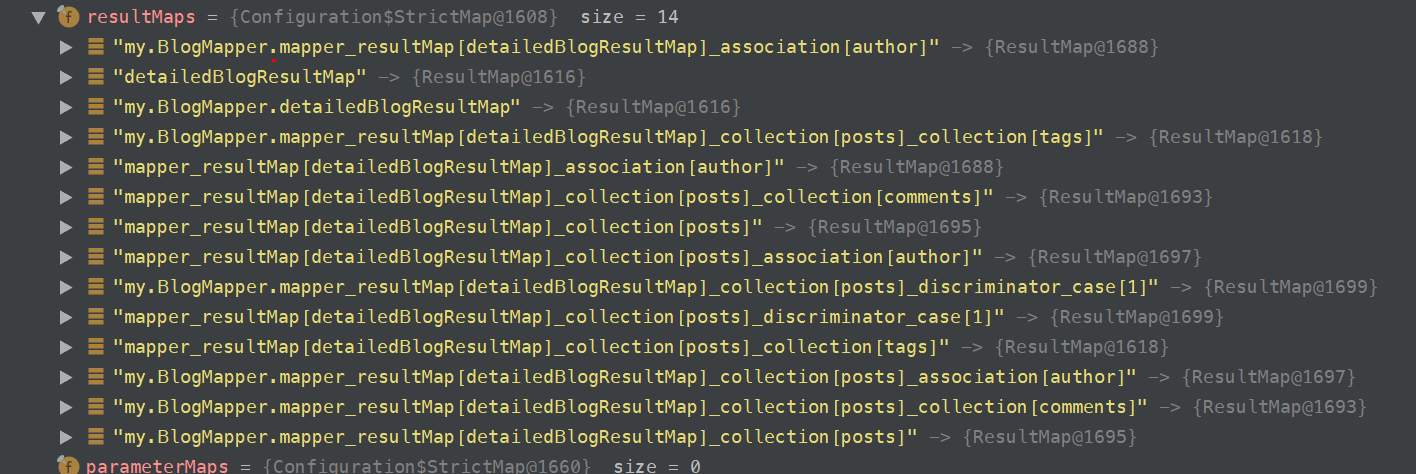 resultMaps = {Configuration$StrictMap@1608} size = 14
"my.BlogMapper.mapper_resultMap[detailedBlogResultMap]_association[author]" -> {ResultMap@1688}
"detailedBlogResultMap" -> {ResultMap@1616}
"my.BlogMapper.detailedBlogResultMap" -> {ResultMap@1616}
"my.BlogMapper.mapper_resultMap[detailedBlogResultMap]_collection[posts]_collection[tags]" -> {ResultMap@1618}
"mapper_resultMap[detailedBlogResultMap]_association[author]" -> {ResultMap@1688}
"mapper_resultMap[detailedBlogResultMap]_collection[posts]_collection[comments]" -> {ResultMap@1693}
"mapper_resultMap[detailedBlogResultMap]_collection[posts]" -> {ResultMap@1695}
"mapper_resultMap[detailedBlogResultMap]_collection[posts]_association[author]" -> {ResultMap@1697}
"my.BlogMapper.mapper_resultMap[detailedBlogResultMap]_collection[posts]_discriminator_case[1]" -> {ResultMap@1699}
"mapper_resultMap[detailedBlogResultMap]_collection[posts]_discriminator_case[1]" -> {ResultMap@1699}
"mapper_resultMap[detailedBlogResultMap]_collection[posts]_collection[tags]" -> {ResultMap@1618}
"my.BlogMapper.mapper_resultMap[detailedBlogResultMap]_collection[posts]_association[author]" -> {ResultMap@1697}
"my.BlogMapper.mapper_resultMap[detailedBlogResultMap]_collection[posts]_collection[comments]" -> {ResultMap@1693}
"my.BlogMapper.mapper_resultMap[detailedBlogResultMap]_collection[posts]" -> {ResultMap@1695}
parameterMaps = {Configuration$StrictMap@1660} size = 0